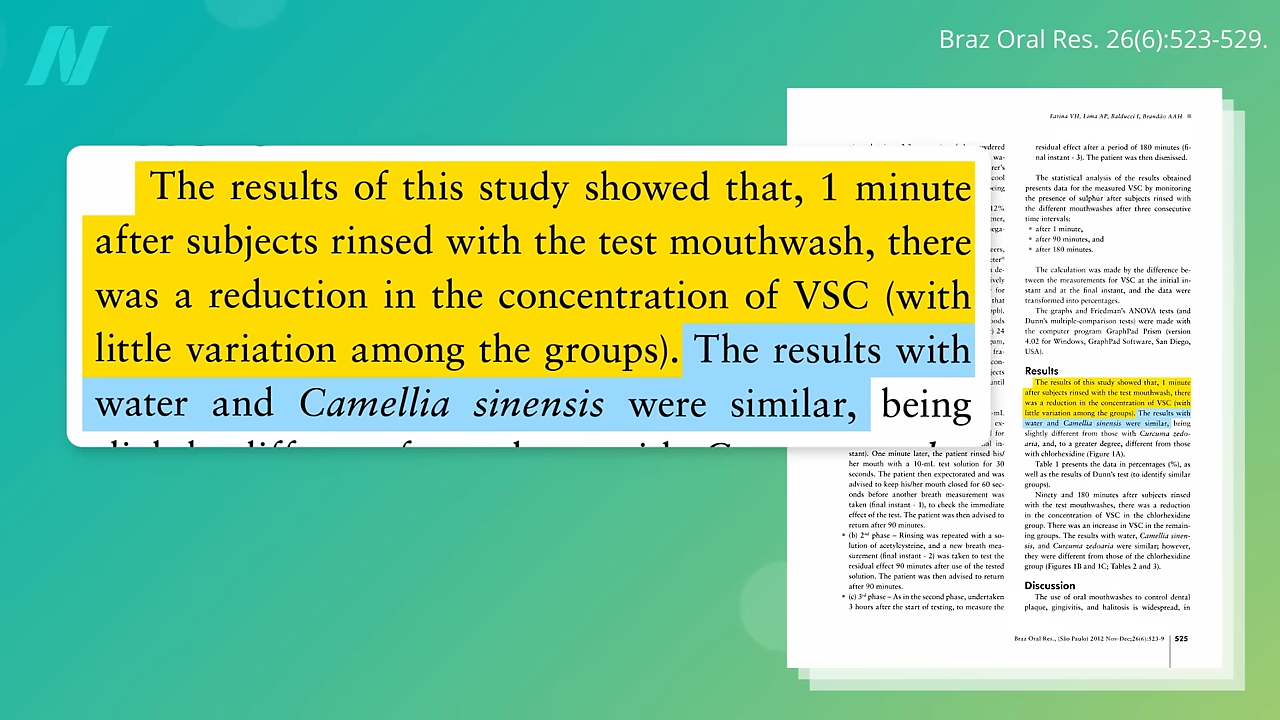 Braz Oral Res. 26(6):523-529.
The results of this study showed that, 1 minute
after subjects rinsed with the test mouthwash, there
was a reduction in the concentration of VSC (with
little variation among the groups). The results with
water and Camellia sinensis were similar, being
Farina VH, Lima AP, Balducci I, Brandão AAH
stant). One minute later, the patient rinsed his/
her mouth with a 10-mL test solution for 30
seconds. The patient then expectorated and was
advised to keep his/her mouth closed for 60 sec-
onds before another breath measurement was
taken (final instant - 1), to check the immediate
effect of the test. The patient was then advised to
return after 90 minutes.
• (b) 2nd phase – Rinsing was repeated with a so-
lution of acetylcysteine, and a new breath mea-
surement (final instant - 2) was taken to test the
residual effect 90 minutes after use of the tested
solution. The patient was then advised to return
after 90 minutes.
• (c) 3rd phase – As in the second phase, undertaken
3 hours after the start of testing, to measure the
residual effect after a period of 180 minutes (fi-
nal instant - 3). The patient was then dismissed.
The statistical analysis of the results obtained
presents data for the measured VSC by monitoring
the presence of sulphur after subjects rinsed with
the different mouthwashes after three consecutive
time intervals:
• after 1 minute,
• after 90 minutes, and
• after 180 minutes.
The calculation was made by the difference be-
tween the measurements for VSC at the initial in-
stant and at the final instant, and the data were
transformed into percentages.
The graphs and Friedman's ANOVA tests (and
Dunn's multiple-comparison tests) were made with
the computer program GraphPad Prism (version
4.02 for Windows, GraphPad Software, San Diego,
USA).
Results
The results of this study showed that, 1 minute
after subjects rinsed with the test mouthwash, there
was a reduction in the concentration of VSC (with
little variation among the groups). The results with
water and Camellia sinensis were similar, being
slightly different from those with Curcuma zedo-
aria, and, to a greater degree, different from those
with chlorhexidine (Figure 1A).
Table 1 presents the data in percentages (%), as
well as the results of Dunn's test (to identify similar
groups).
Ninety and 180 minutes after subjects rinsed
with the test mouthwashes, there was a reduction
in the concentration of VSC in the chlorhexidine
group. There was an increase in VSC in the remain-
ing groups. The results with water, Camellia sinen-
sis, and Curcuma zedoaria were similar; however,
they were different from those of the chlorhexidine
group (Figures 1B and 1C; Tables 2 and 3).
Discussion
The use of oral mouthwashes to control dental
plaque, gingivitis, and halitosis is widespread, in
Braz Oral Res., (São Paulo) 2012 Nov-Dec;26(6):523-9 525